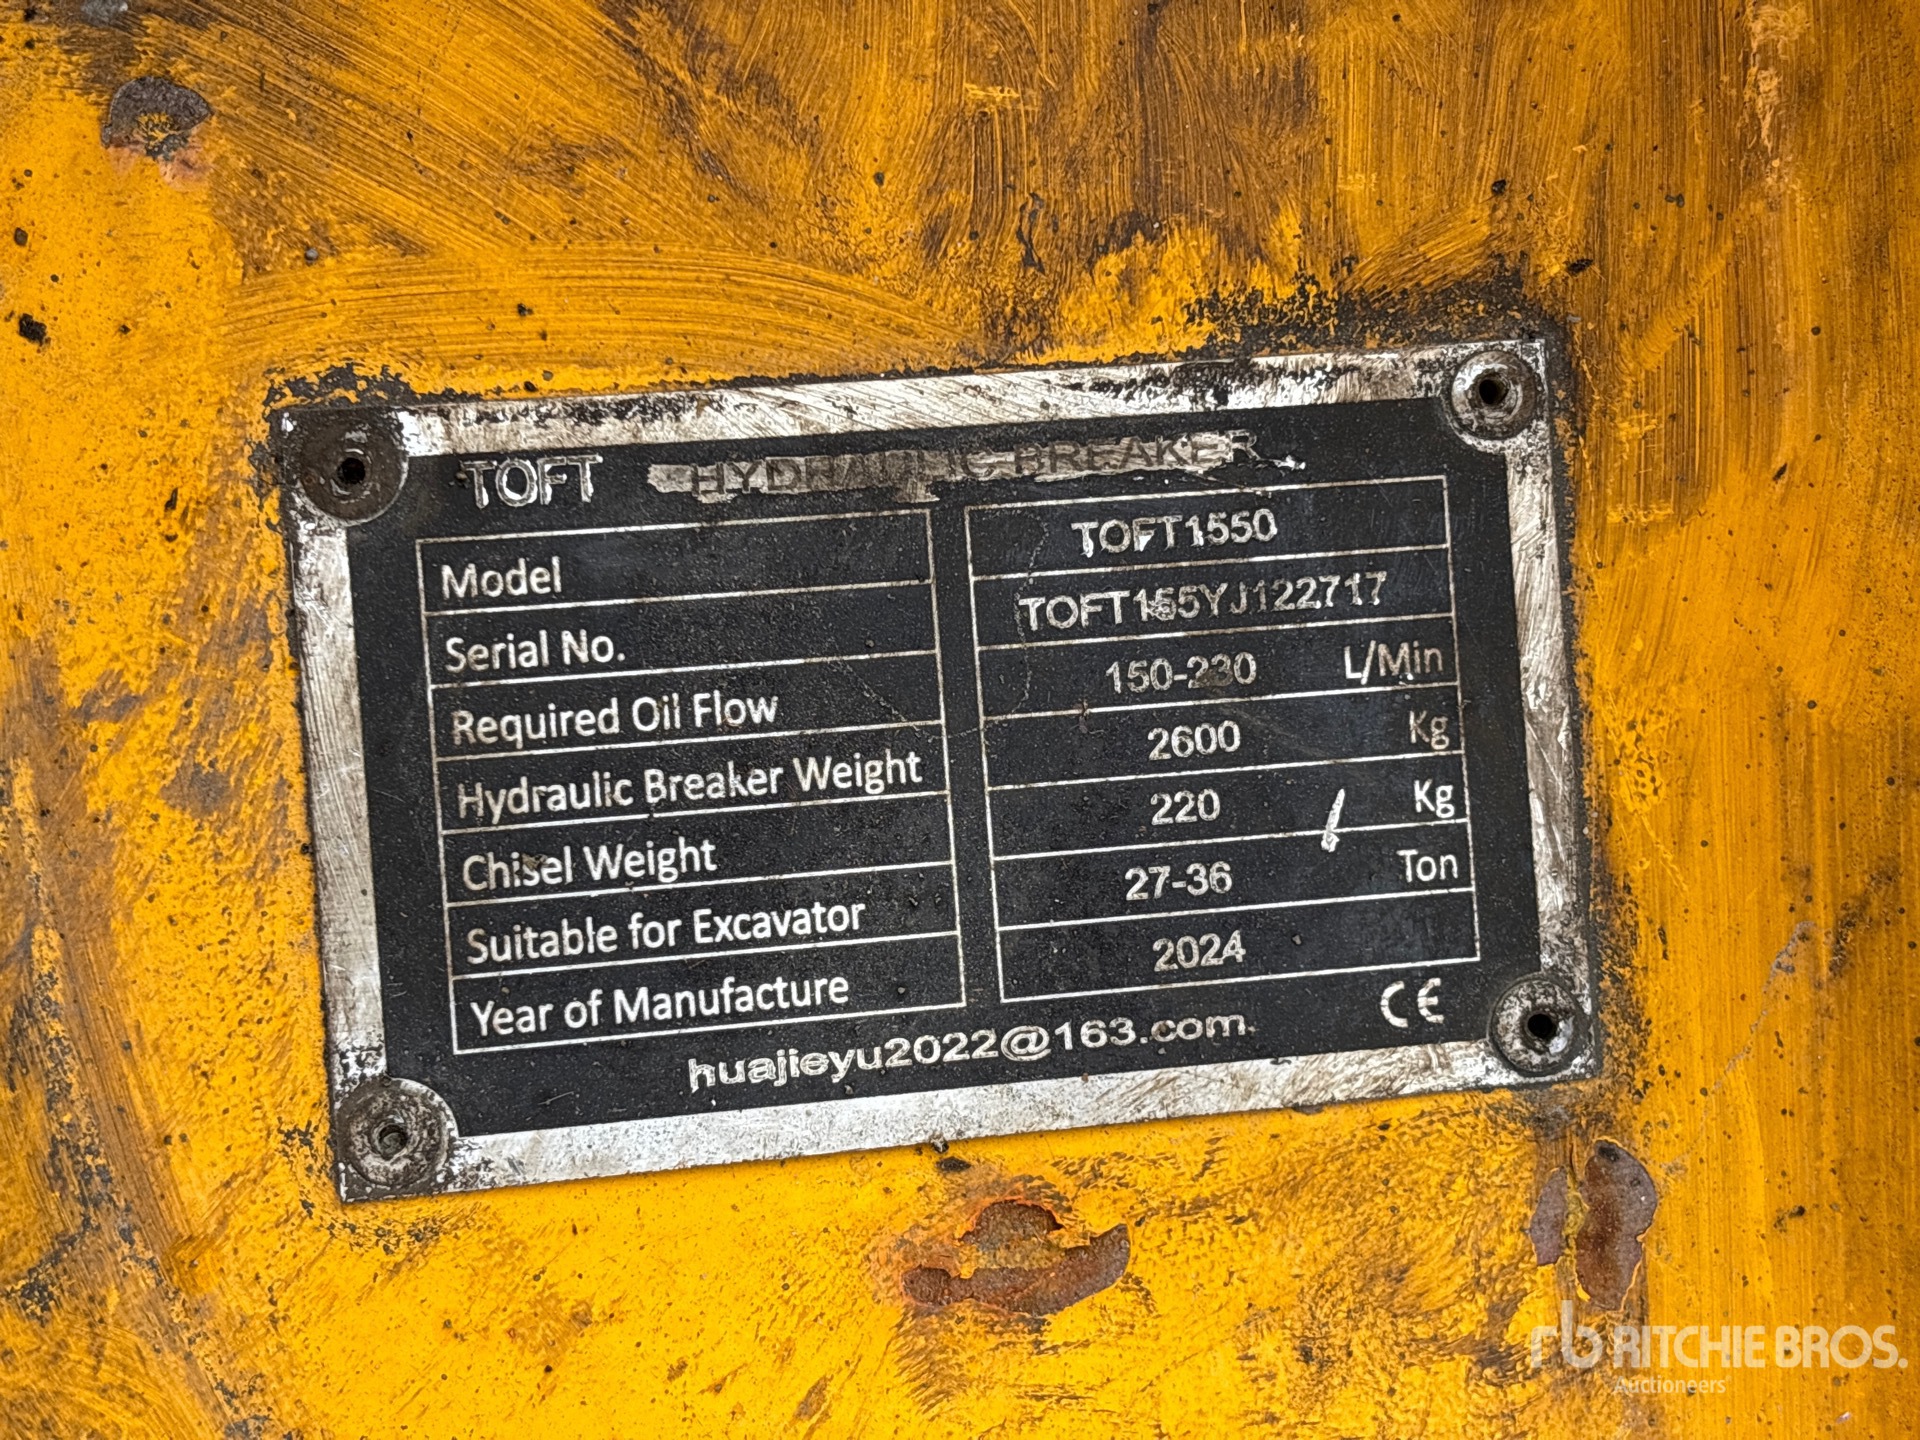 TOFT HYDRAULIC BREAKER
Model TOFT1550
Serial No. TOFT155YJ122717
Required Oil Flow 150-230 L/Min
Hydraulic Breaker Weight 2600 Kg
Chisel Weight 220 Kg
Suitable for Excavator 27-36 Ton
Year of Manufacture 2024
CE
huajieyu2022@163.com
rb RITCHIE BROS.
Auctioneers